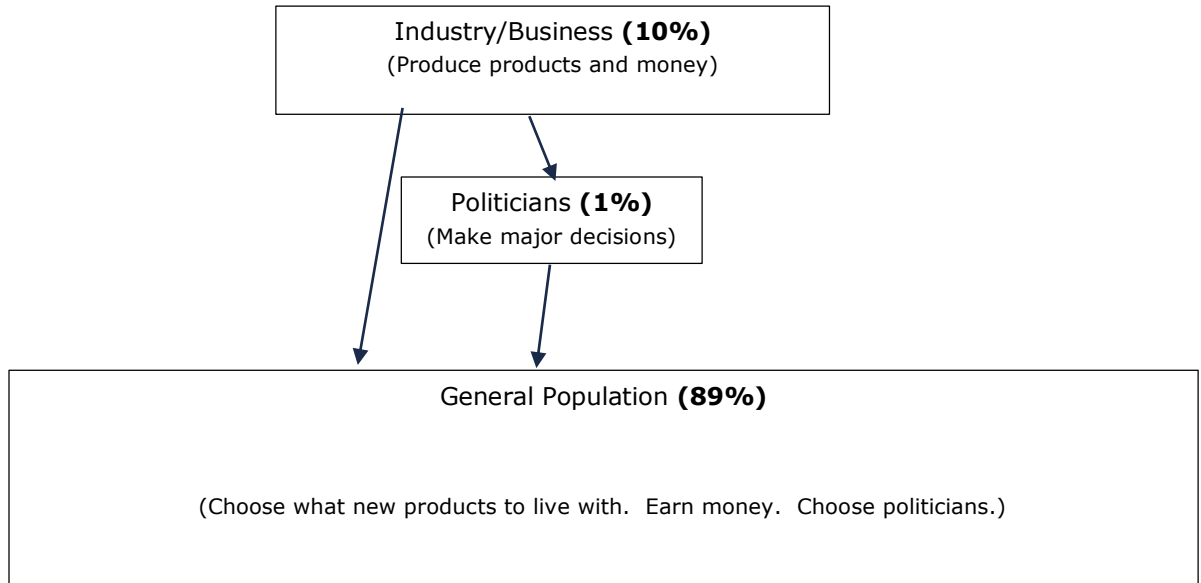 Industry/Business (10%)
(Produce products and money)
Politicians (1%)
(Make major decisions)
General Population (89%)
(Choose what new products to live with.  Earn money.  Choose politicians.)